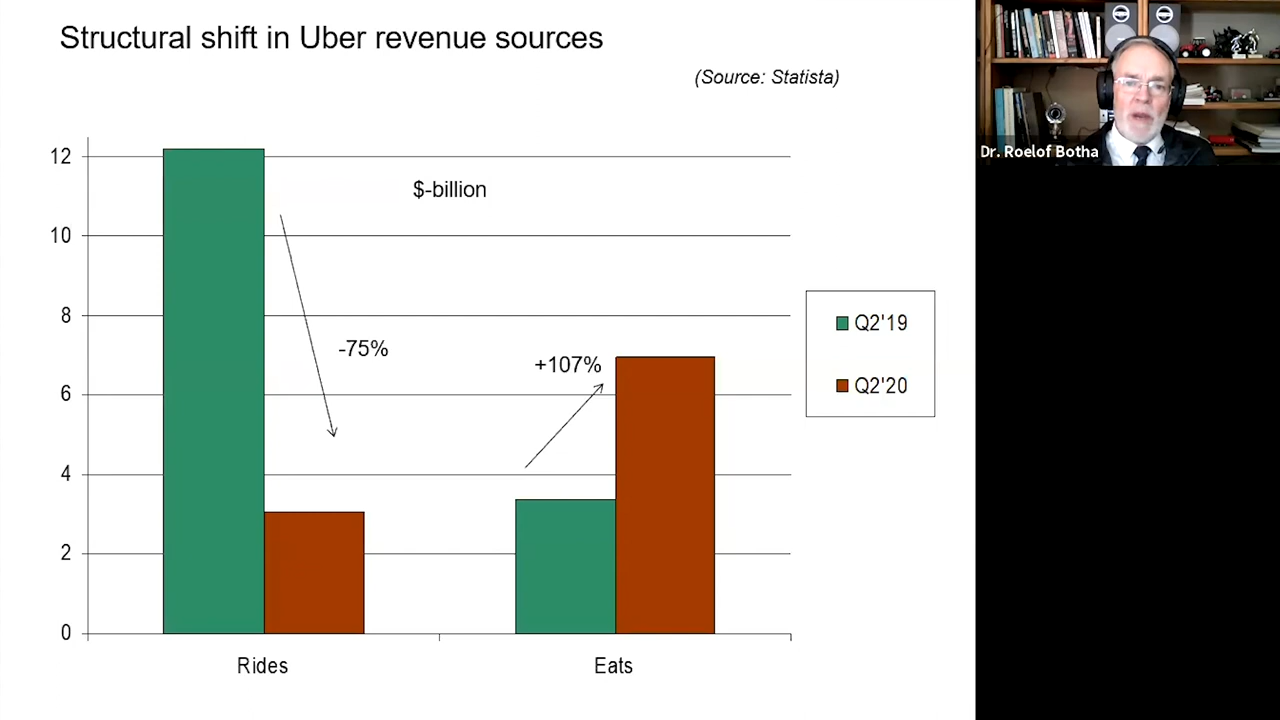 Structural shift in Uber revenue sources
(Source: Statista)
Dr. Roelof Botha
12
$-billion
10
8
Q2'19
-75%
+107%
6
Q2'20
4
2
0
Rides
Eats